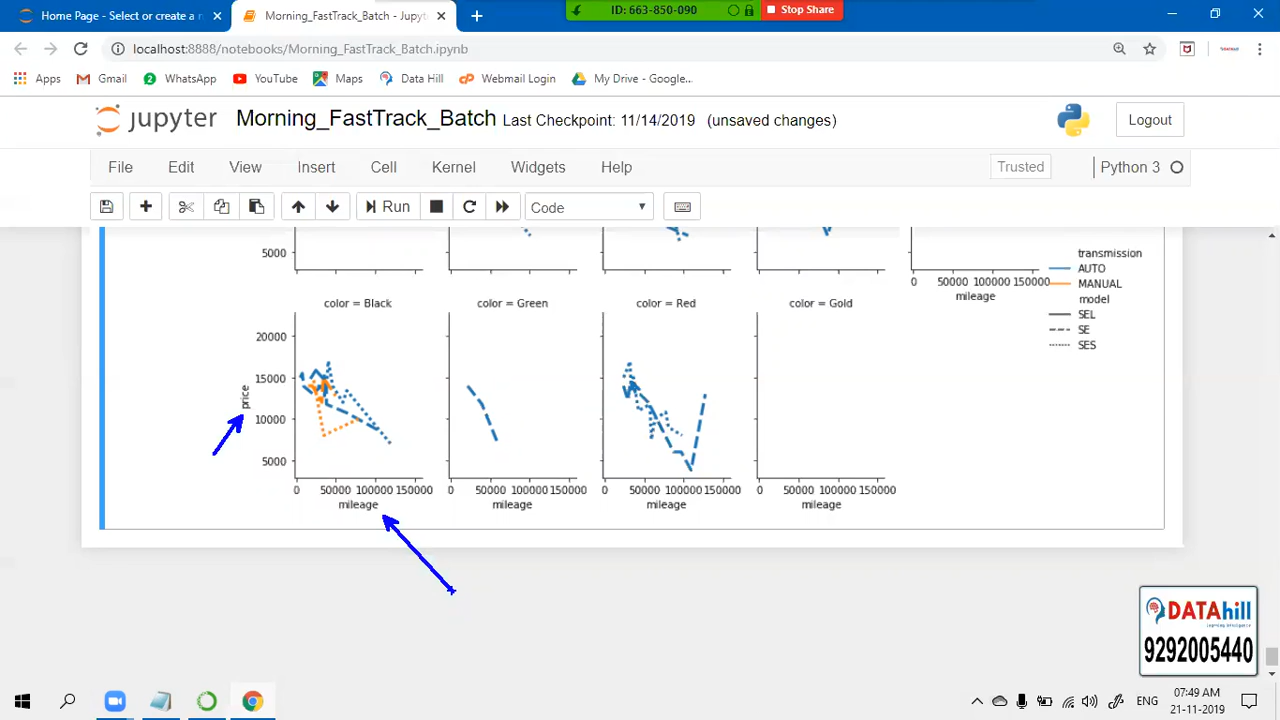 Home Page - Select or create a n
Morning_FastTrack_Batch - Jupyte
ID: 663-850-090
Stop Share
localhost:8888/notebooks/Morning_FastTrack_Batch.ipynb
Apps
Gmail
WhatsApp
YouTube
Maps
Data Hill
Webmail Login
My Drive - Google...
jupyter
Morning_FastTrack_Batch
Last Checkpoint: 11/14/2019
(unsaved changes)
Logout
File
Edit
View
Insert
Cell
Kernel
Widgets
Help
Trusted
Python 3
Run
Code
5000
0
50000
100000
150000
mileage
transmission
AUTO
MANUAL
model
SEL
SE
SES
color = Black
color = Green
color = Red
color = Gold
price
20000
15000
10000
5000
0 50000 100000 150000
mileage
0 50000 100000 150000
mileage
0 50000 100000 150000
mileage
0 50000 100000 150000
mileage
DATAhill
9292005440
ENG
07:49 AM
21-11-2019